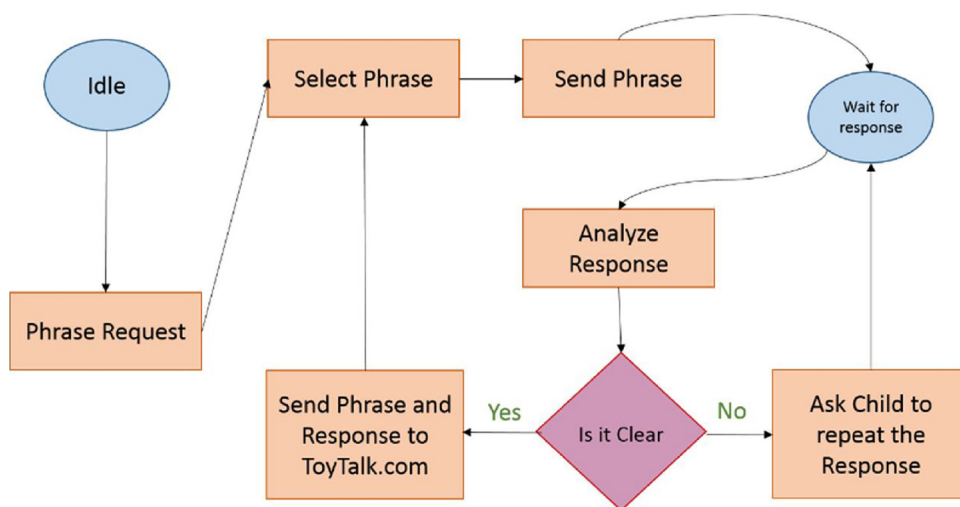 Idle
Select Phrase
Send Phrase
Wait for
response
Analyze
Response
Phrase Request
Send Phrase and
Response to
ToyTalk.com
Yes
Is it Clear
No
Ask Child to
repeat the
Response